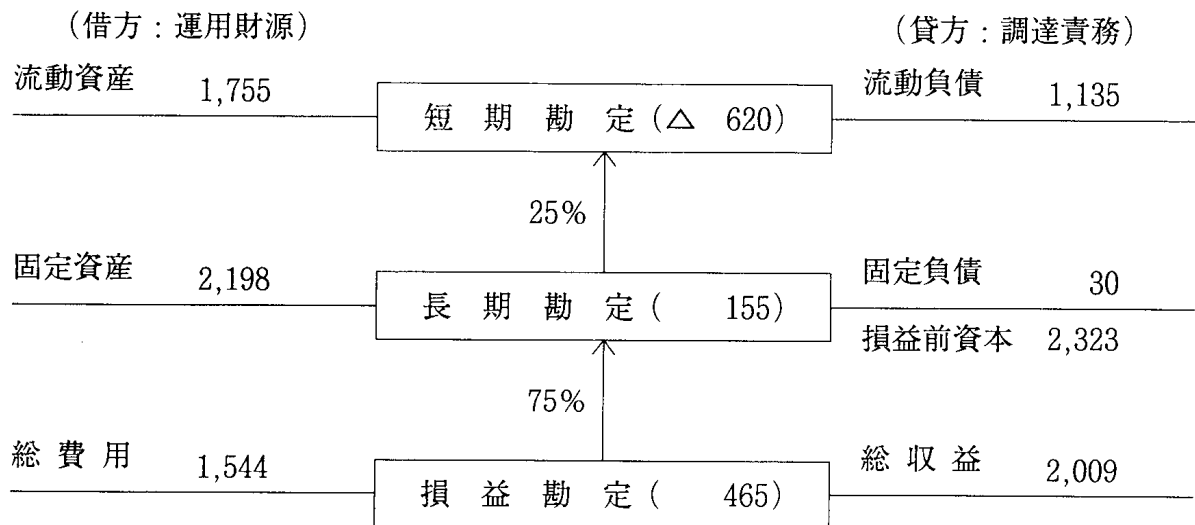 (借方：運用財源) (貸方：調達責務)
流動資産 1,755 短期勘定(△ 620) 流動負債 1,135
25%
固定資産 2,198 長期勘定( 155) 固定負債 30
損益前資本 2,323
75%
総費用 1,544 損益勘定( 465) 総収益 2,009